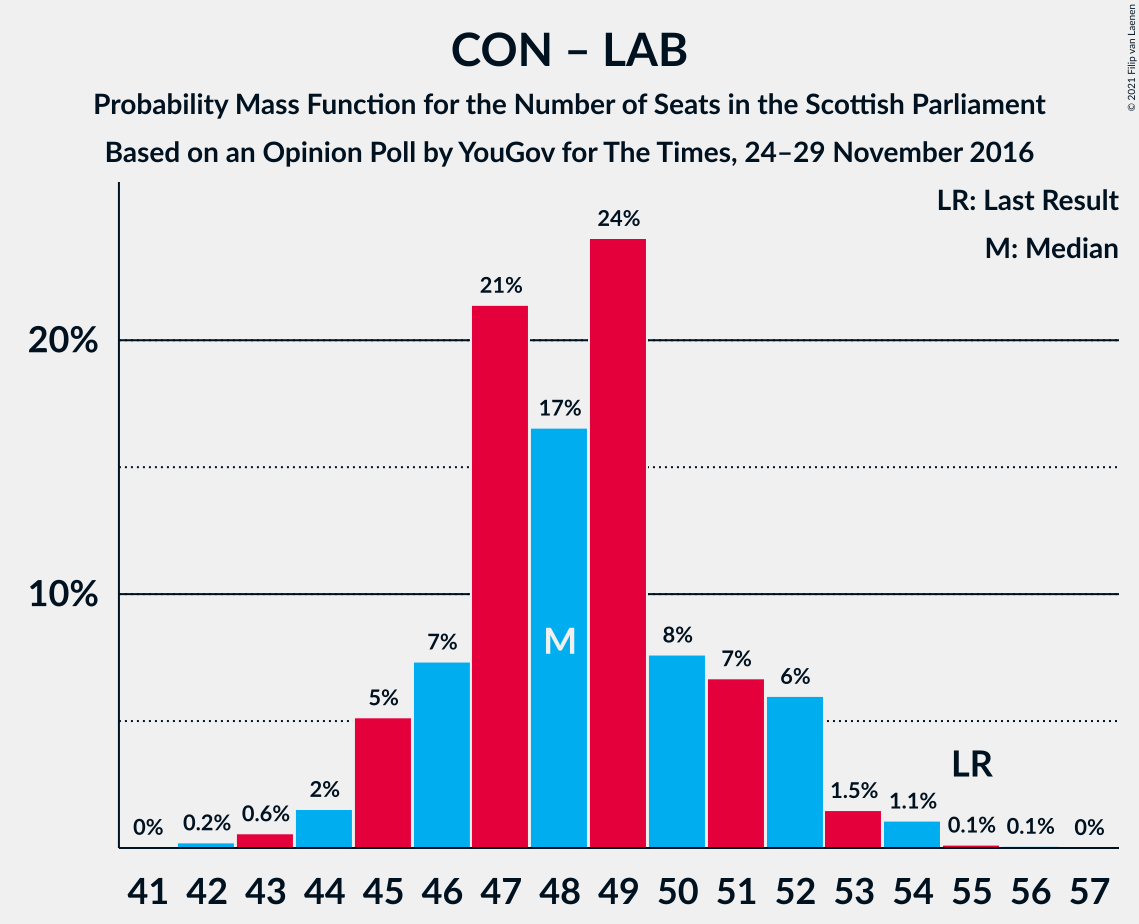 CON – LAB
Probability Mass Function for the Number of Seats in the Scottish Parliament
Based on an Opinion Poll by YouGov for The Times, 24–29 November 2016
© 2021 Filip van Laenen
LR: Last Result
M: Median
20%
10%
0% 0.2% 0.6% 2% 5% 7% 21% 17% 24% 8% 7% 6% 1.5% 1.1% 0.1% 0.1% 0%
M
LR
41 42 43 44 45 46 47 48 49 50 51 52 53 54 55 56 57